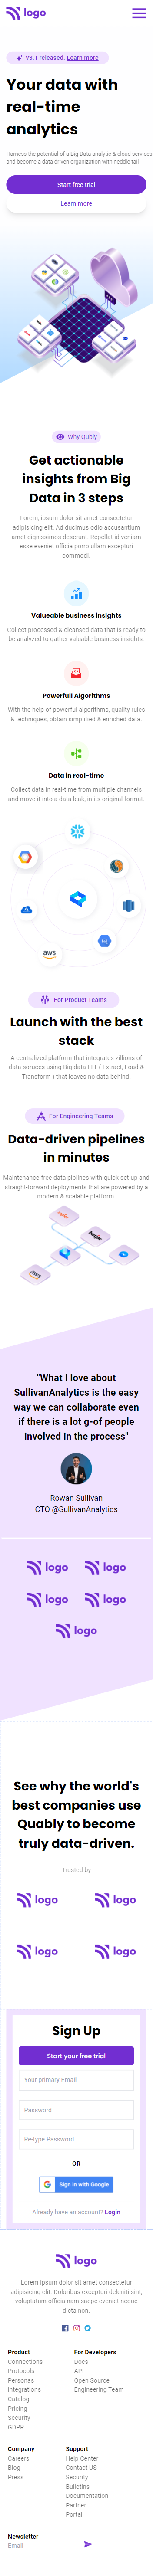 logo
v3.1 released. Learn more
Your data with
real-time
analytics
Harness the potential of a Big Data analytic & cloud services
and become a data driven organization with neddle tail
Start free trial
Learn more
Why Qubly
Get actionable
insights from Big
Data in 3 steps
Lorem, ipsum dolor sit amet consectetur
adipisicing elit. Ad ducimus odio accusantium
amet dignissimos deserunt. Repellat id veniam
esse eveniet officia porro ullam excepturi
commodi.
Valueable business insights
Collect processed & cleansed data that is ready to
be analyzed to gather valuable business insights.
Powerfull Algorithms
With the help of powerful algorithms, quality rules
& techniques, obtain simplified & enriched data.
Data in real-time
Collect data in real-time from multiple channels
and move it into a data leak, in its original format.
aws
For Product Teams
Launch with the best
stack
A centralized platform that integrates zillions of
data soruces using Big data ELT ( Extract, Load &
Transform ) that leaves no data behind.
For Engineering Teams
Data-driven pipelines
in minutes
Maintenance-free data piplines with quick set-up and
straight-forward deployments that are powered by a
modern & scalable platform.
hotjar
aws
"What I love about
SullivanAnalytics is the easy
way we can collaborate even
if there is a lot g-of people
involved in the process"
Rowan Sullivan
CTO @SullivanAnalytics
logo logo
logo logo
logo
See why the world's
best companies use
Quably to become
truly data-driven.
Trusted by
logo logo
logo logo
Sign Up
Start your free trial
Your primary Email
Password
Re-type Password
OR
Sign in with Google
Already have an account? Login
logo
Lorem ipsum dolor sit amet consectetur
adipisicing elit. Doloribus excepturi deleniti sint,
voluptatum officia nam saepe eveniet neque
dicta non.
Product
Connections
Protocols
Personas
Integrations
Catalog
Pricing
Security
GDPR
For Developers
Docs
API
Open Source
Engineering Team
Company
Careers
Blog
Press
Support
Help Center
Contact US
Security
Bulletins
Documentation
Partner
Portal
Newsletter
Email